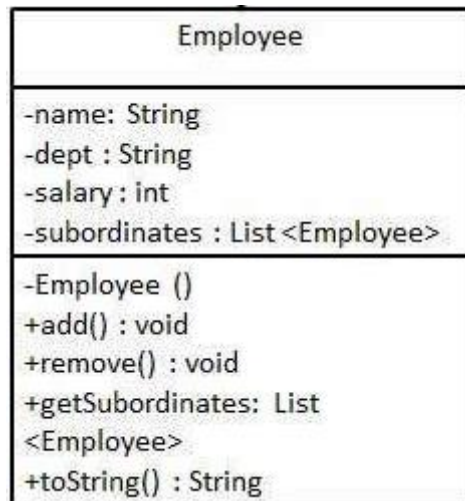 Employee
-name: String
-dept : String
-salary : int
-subordinates : List <Employee>
-Employee ()
+add() : void
+remove() : void
+getSubordinates: List
<Employee>
+toString() : String